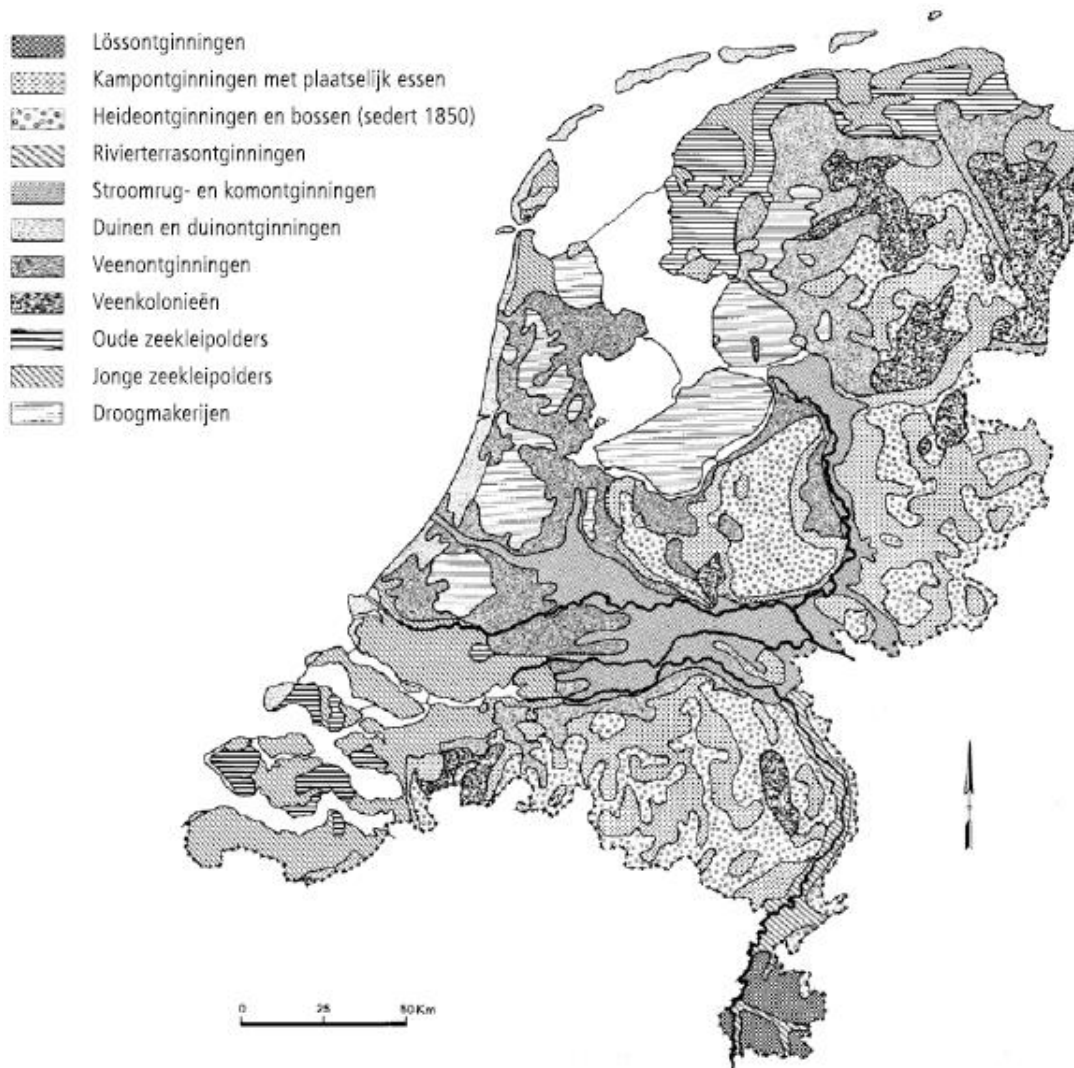 Lössontginningen
Kampontginningen met plaatselijk essen
Heideontginningen en bossen (sedert 1850)
Rivierterrasontginningen
Stroomrug- en komontginningen
Duinen en duinontginningen
Veenontginningen
Veenkolonieën
Oude zeekleipolders
Jonge zeekleipolders
Droogmakerijen
0 25 50 Km